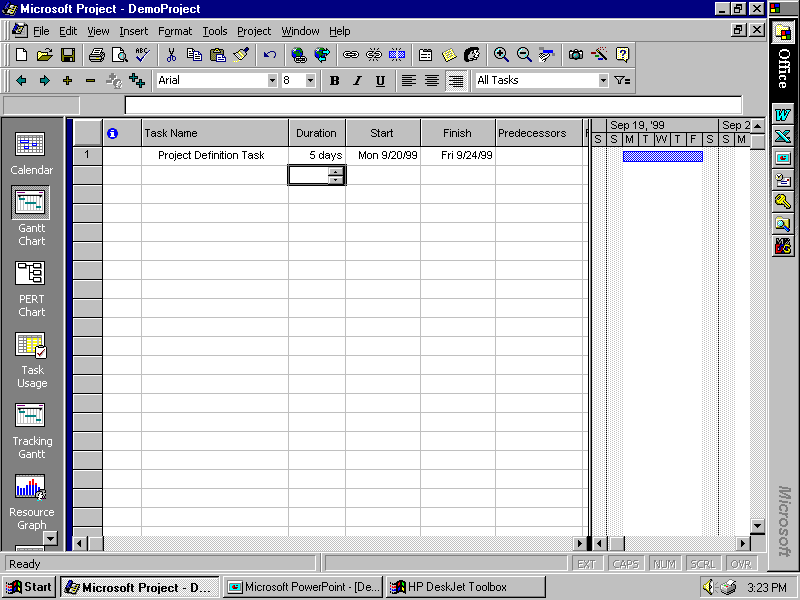 Microsoft Project - DemoProject
File Edit View Insert Format Tools Project Window Help
Arial 8 B I U All Tasks
Office
Task Name Duration Start Finish Predecessors
Sep 19, '99 Sep 2
S S M T W T F S S M
1 Project Definition Task 5 days Mon 9/20/99 Fri 9/24/99
Calendar
Gantt
Chart
PERT
Chart
Task
Usage
Tracking
Gantt
Resource
Graph
Microsoft
Ready EXT CAPS NUM SCRL OVR
Start Microsoft Project - D... Microsoft PowerPoint - [De... HP DeskJet Toolbox 3:23 PM